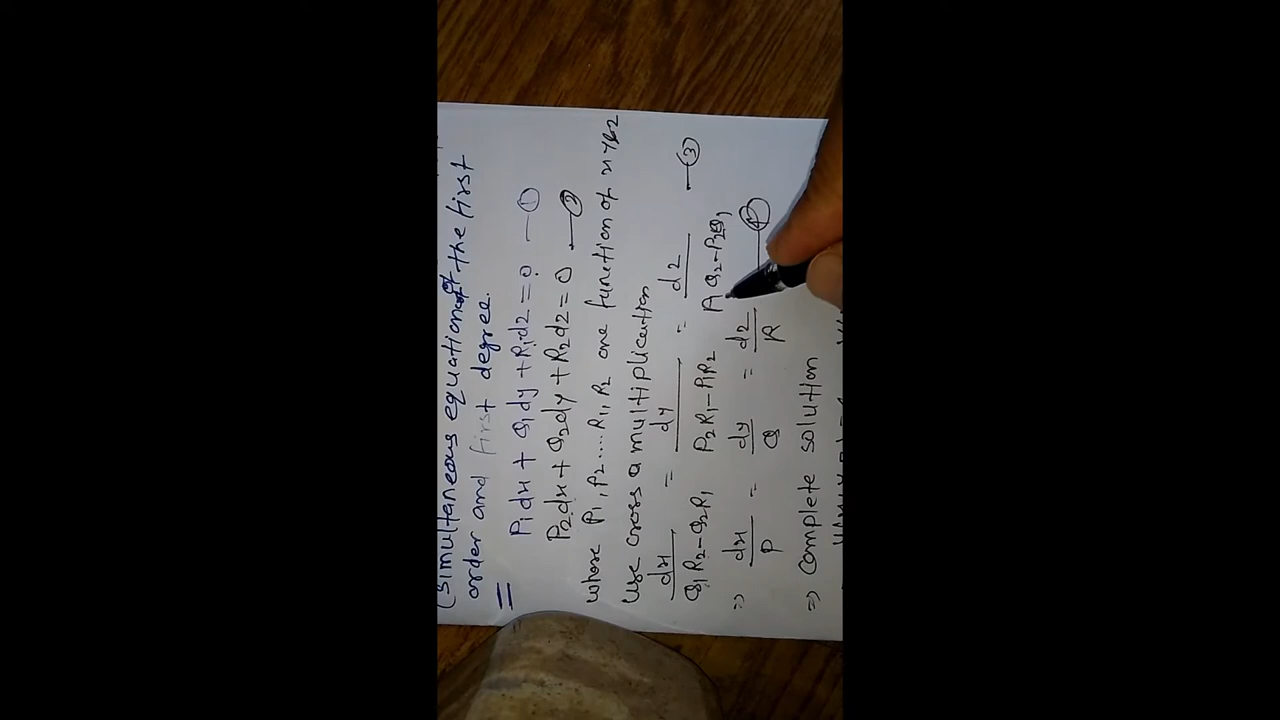 (Simultaneous equation of the first
order and first degree.
P₁dx + Q₁dy + R₁dz = 0 — ①
P₂dx + Q₂dy + R₂dz = 0 — ②
whose P₁, P₂ .... R₁, R₂ are function of x y & z
Use cross a multiplication
dx / Q₁R₂ - Q₂R₁ = dy / P₂R₁ - P₁R₂ = dz / P₁Q₂ - P₂Q₁ — ③
⇒ dx / P = dy / Q = dz / R — ④
⇒ complete solution